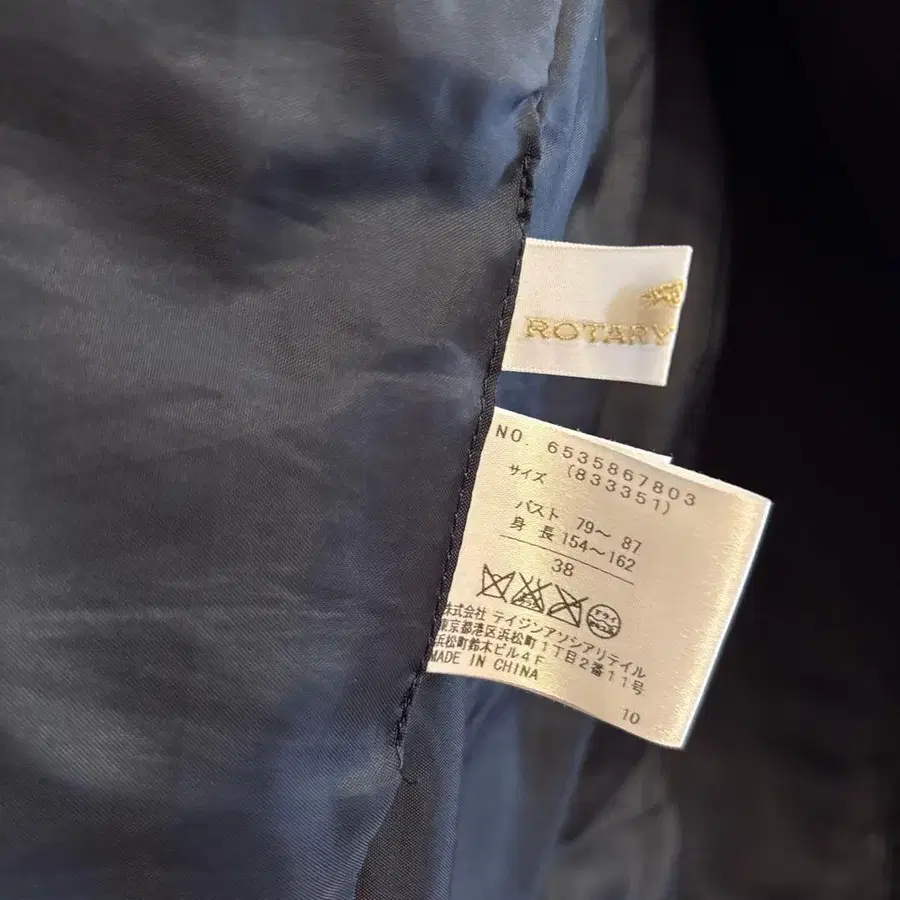 ROTARY
NO. 6535867803
サイズ (833351)
バスト 79～ 87
身 長 154～162
38
ドライ
株式会社 テイジンアソシアリテイル
東京都港区浜松町1丁目2番11号
浜松町鈴木ビル4F
MADE IN CHINA
10